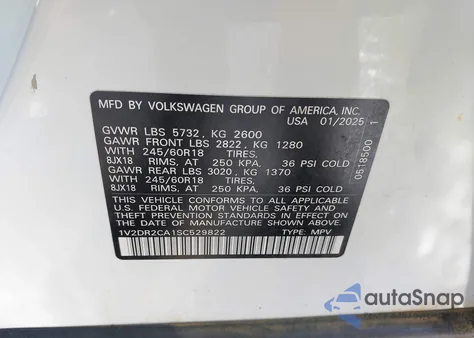 MFD BY VOLKSWAGEN GROUP OF AMERICA, INC.
USA 01/2025
GVWR LBS 5732 , KG 2600
GAWR FRONT LBS 2822 , KG 1280
WITH 245/60R18 TIRES,
8JX18 RIMS, AT 250 KPA, 36 PSI COLD
GAWR REAR LBS 3020 , KG 1370
WITH 245/60R18 TIRES,
8JX18 RIMS, AT 250 KPA, 36 PSI COLD
THIS VEHICLE CONFORMS TO ALL APPLICABLE
U.S. FEDERAL MOTOR VEHICLE SAFETY AND
THEFT PREVENTION STANDARDS IN EFFECT ON
THE DATE OF MANUFACTURE SHOWN ABOVE.
1V2DR2CA1SC529822 TYPE: MPV
0518500 1
autoSnap